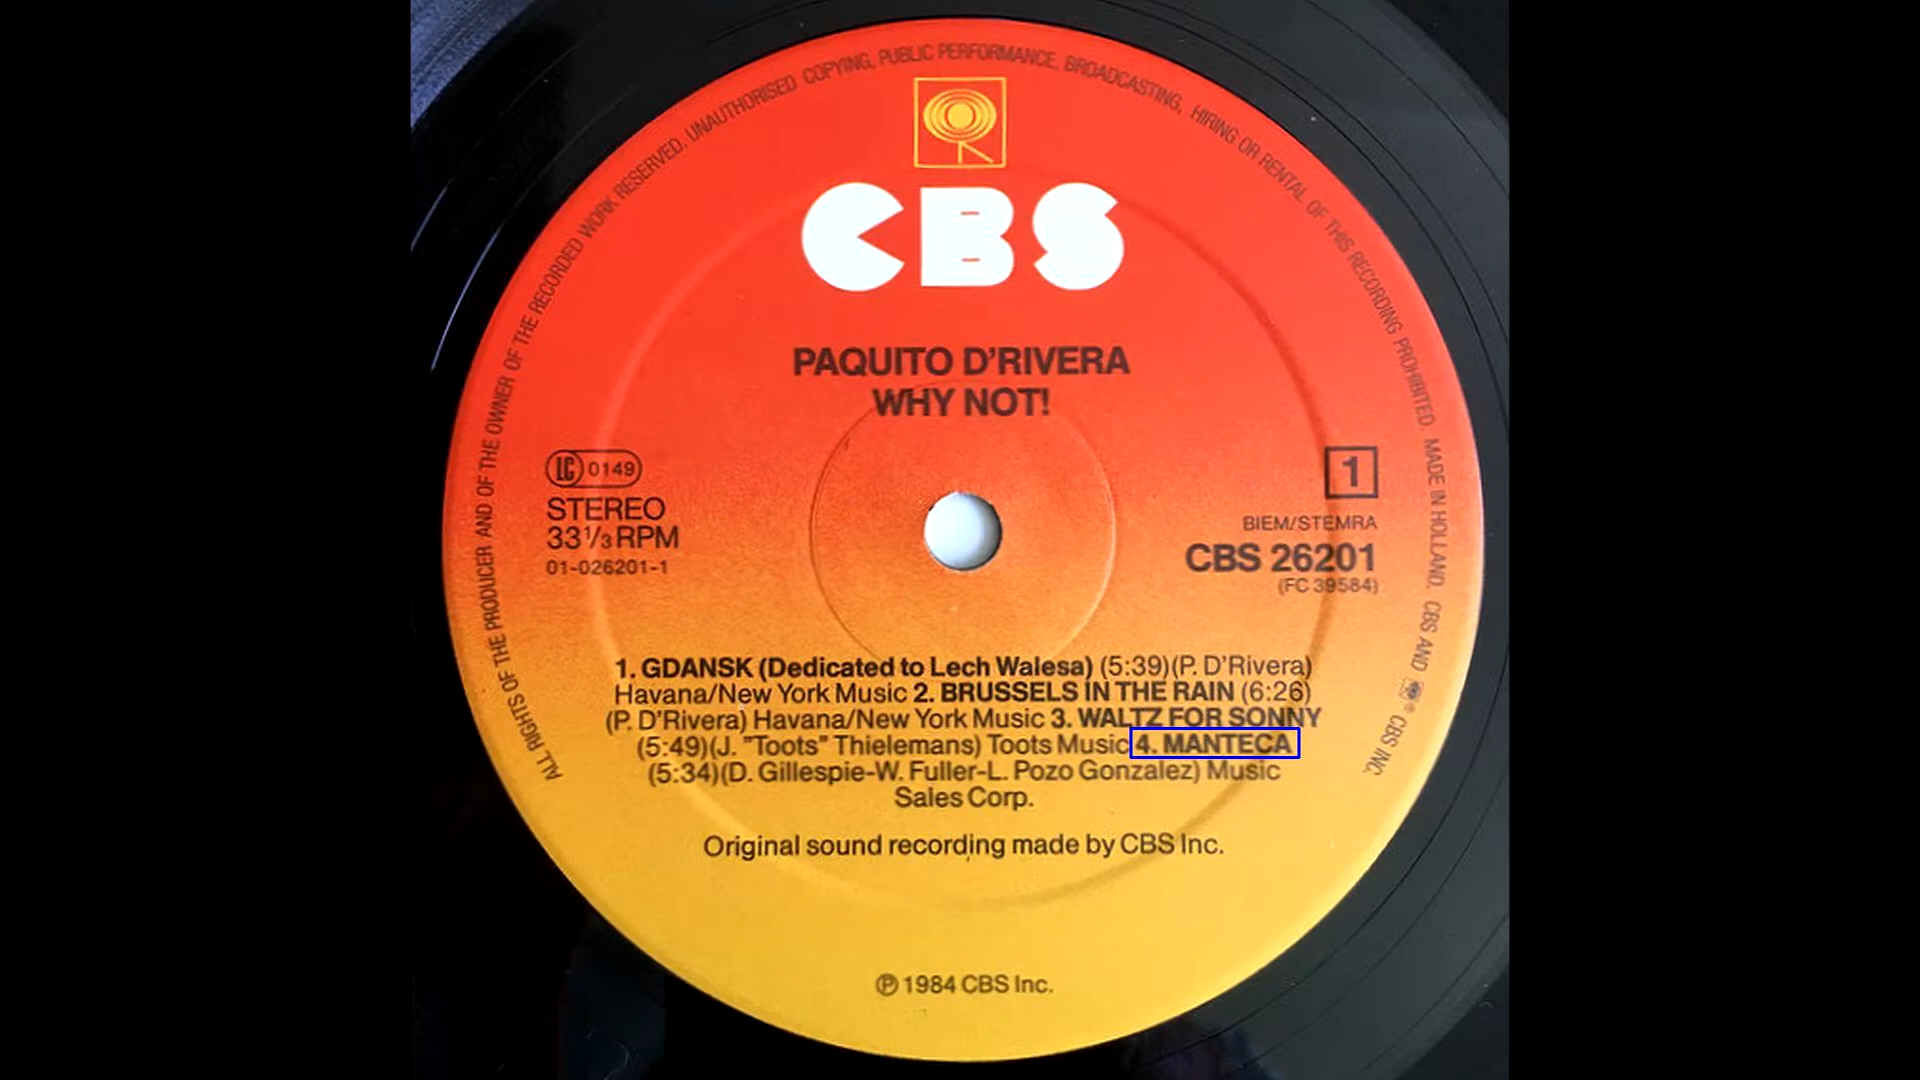 ALL RIGHTS OF THE PRODUCER AND OF THE OWNER OF THE RECORDED WORK RESERVED. UNAUTHORISED COPYING, PUBLIC PERFORMANCE, BROADCASTING, HIRING OR RENTAL OF THIS RECORDING PROHIBITED. MADE IN HOLLAND. CBS AND ® CBS INC.
CBS
PAQUITO D'RIVERA
WHY NOT!
LC 0149
STEREO
33 1/3 RPM
01-026201-1
1
BIEM/STEMRA
CBS 26201
(FC 39584)
1. GDANSK (Dedicated to Lech Walesa) (5:39)(P. D'Rivera)
Havana/New York Music 2. BRUSSELS IN THE RAIN (6:26)
(P. D'Rivera) Havana/New York Music 3. WALTZ FOR SONNY
(5:49)(J. "Toots" Thielemans) Toots Music 4. MANTECA
(5:34)(D. Gillespie-W. Fuller-L. Pozo Gonzalez) Music
Sales Corp.
Original sound recording made by CBS Inc.
℗ 1984 CBS Inc.